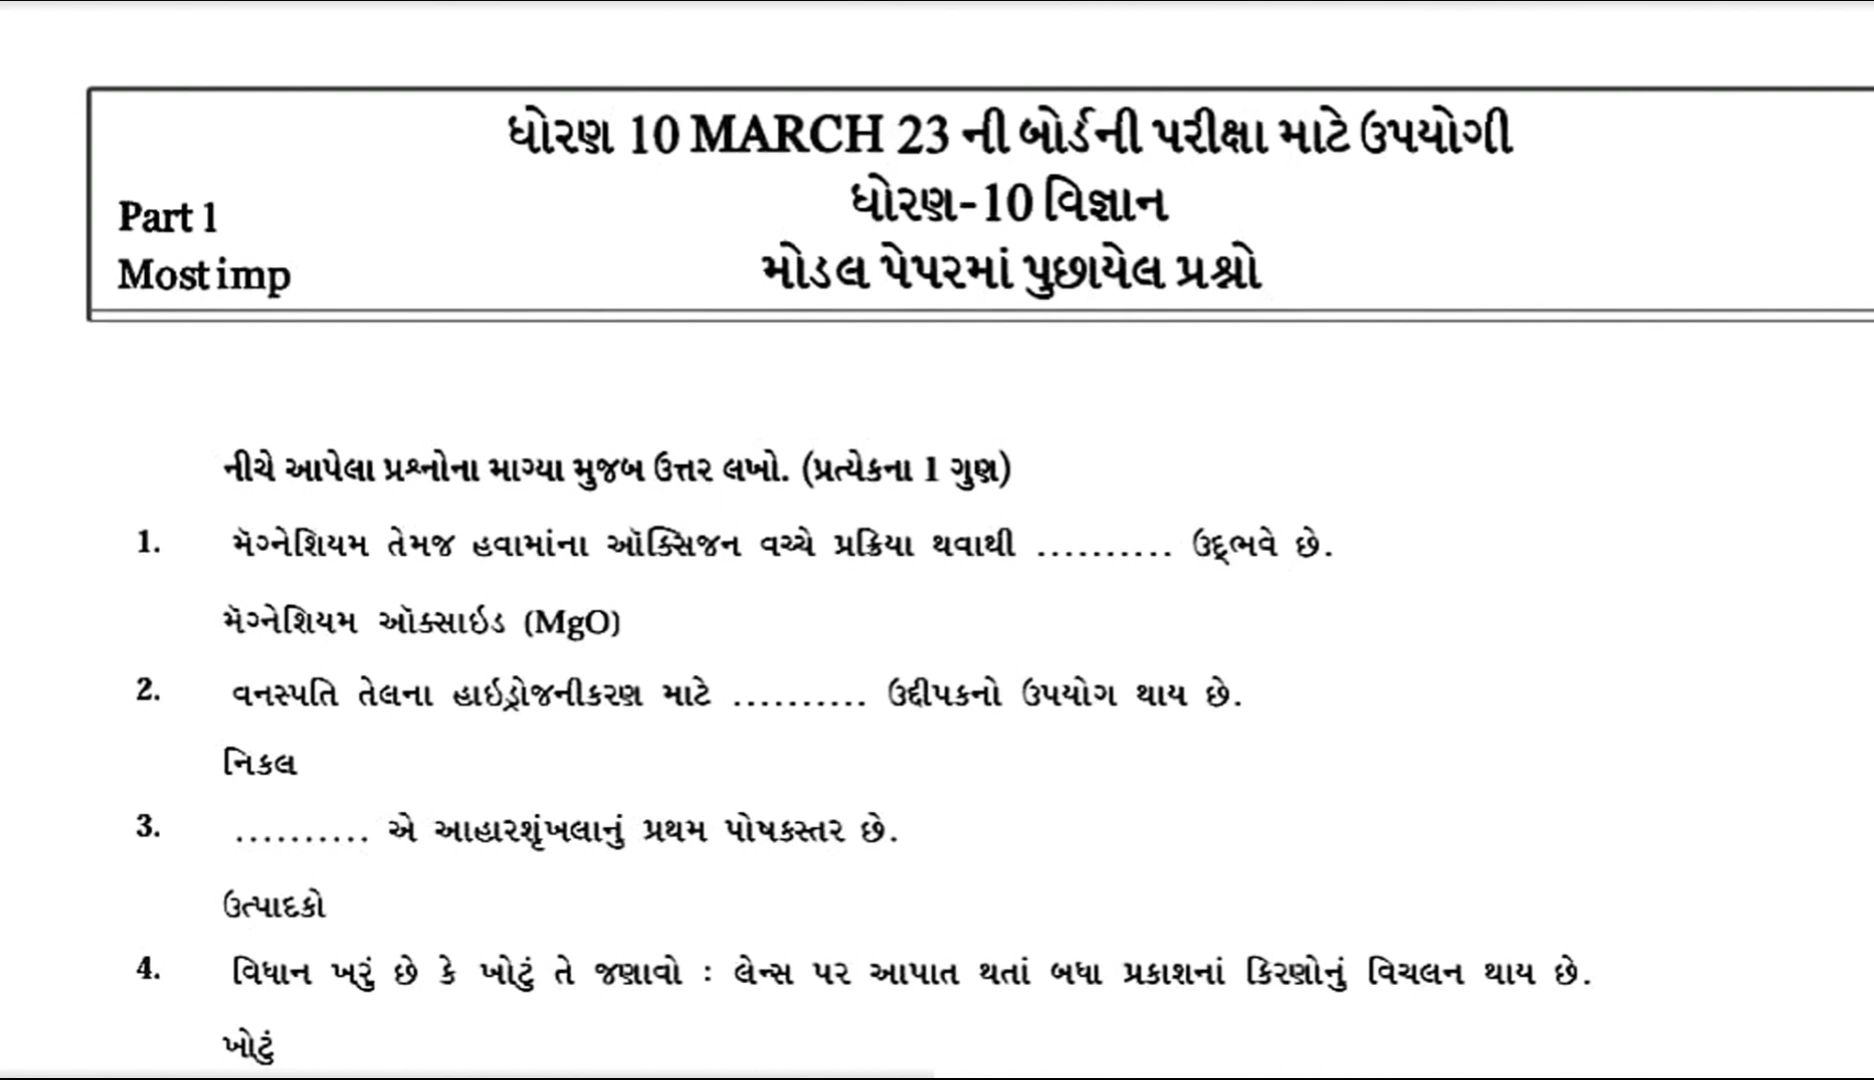 ધોરણ 10 MARCH 23 ની બોર્ડની પરીક્ષા માટે ઉપયોગી
ધોરણ-10 વિજ્ઞાન
Part 1
Most imp
મોડલ પેપરમાં પુછાયેલ પ્રશ્નો
નીચે આપેલા પ્રશ્નોના માગ્યા મુજબ ઉત્તર લખો. (પ્રત્યેકના 1 ગુણ)
1. મૅગ્નેશિયમ તેમજ હવામાંના ઑક્સિજન વચ્ચે પ્રક્રિયા થવાથી .......... ઉદ્ભવે છે.
મૅગ્નેશિયમ ઑક્સાઇડ (MgO)
2. વનસ્પતિ તેલના હાઇડ્રોજનીકરણ માટે .......... ઉદ્દીપકનો ઉપયોગ થાય છે.
નિકલ
3. .......... એ આહારશૃંખલાનું પ્રથમ પોષકસ્તર છે.
ઉત્પાદકો
4. વિધાન ખરું છે કે ખોટું તે જણાવો : લેન્સ પર આપાત થતાં બધા પ્રકાશનાં કિરણોનું વિચલન થાય છે.
ખોટું